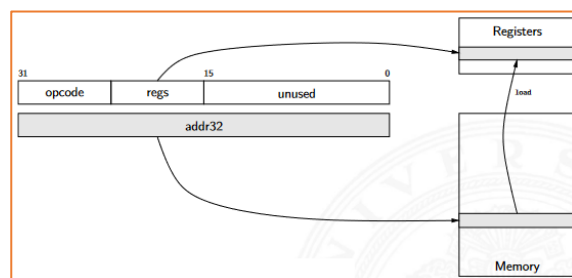 Registers
31 15 0
opcode regs unused
load
addr32
Memory